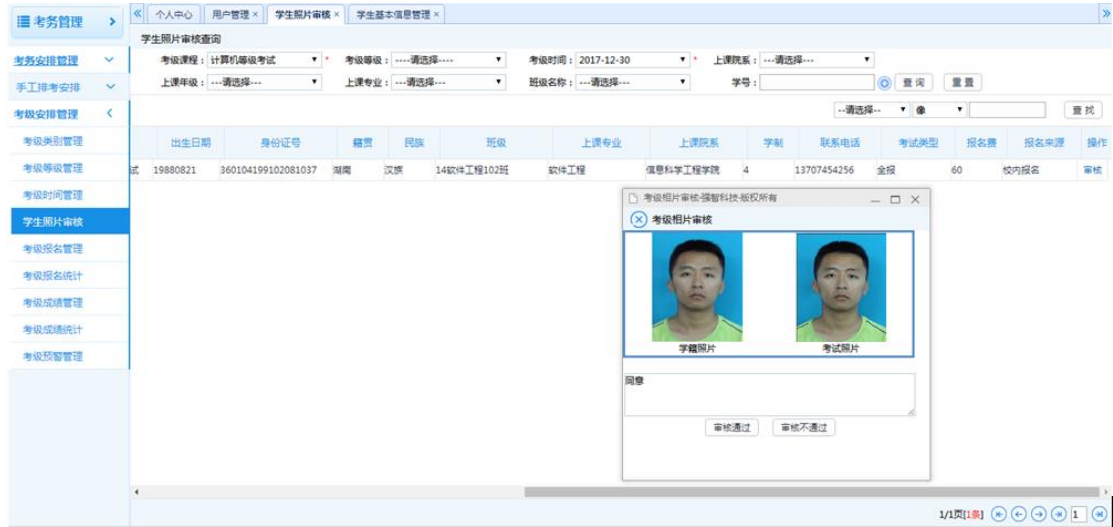 考务管理
个人中心 用户管理 × 学生照片审核 × 学生基本信息管理 ×
学生照片审核查询
考务安排管理
手工排考安排
考级安排管理
考级类别管理
考级等级管理
考级时间管理
学生照片审核
考级报名管理
考级报名统计
考级成绩管理
考级成绩统计
考级预警管理
考级课程：计算机等级考试 * 考级等级：----请选择---- 考级时间：2017-12-30 * 上课院系：---请选择---
上课年级：---请选择--- 上课专业：---请选择--- 班级名称：---请选择--- 学号： 查 询 重 置
--请选择-- 像 查 找
出生日期 身份证号 籍贯 民族 班级 上课专业 上课院系 学制 联系电话 考试类型 报名费 报名来源 操作
试 19880821 360104199102081037 湖南 汉族 14软件工程102班 软件工程 信息科学工程学院 4 13707454256 全报 60 校内报名 审核
考级相片审核-强智科技-版权所有
考级相片审核
学籍照片 考试照片
同意
审核通过 审核不通过
1/1页[1条] 1